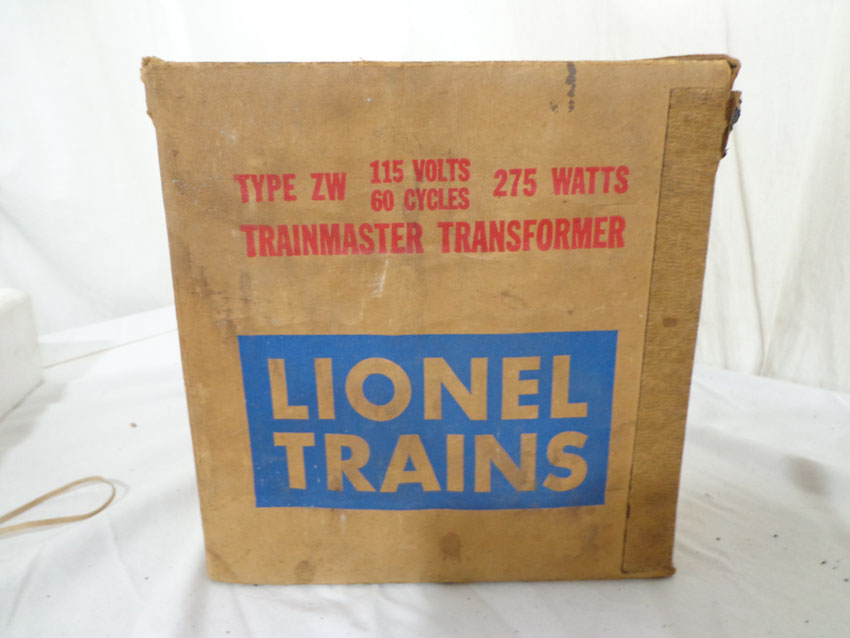 TYPE ZW 115 VOLTS 275 WATTS
60 CYCLES
TRAINMASTER TRANSFORMER
LIONEL
TRAINS